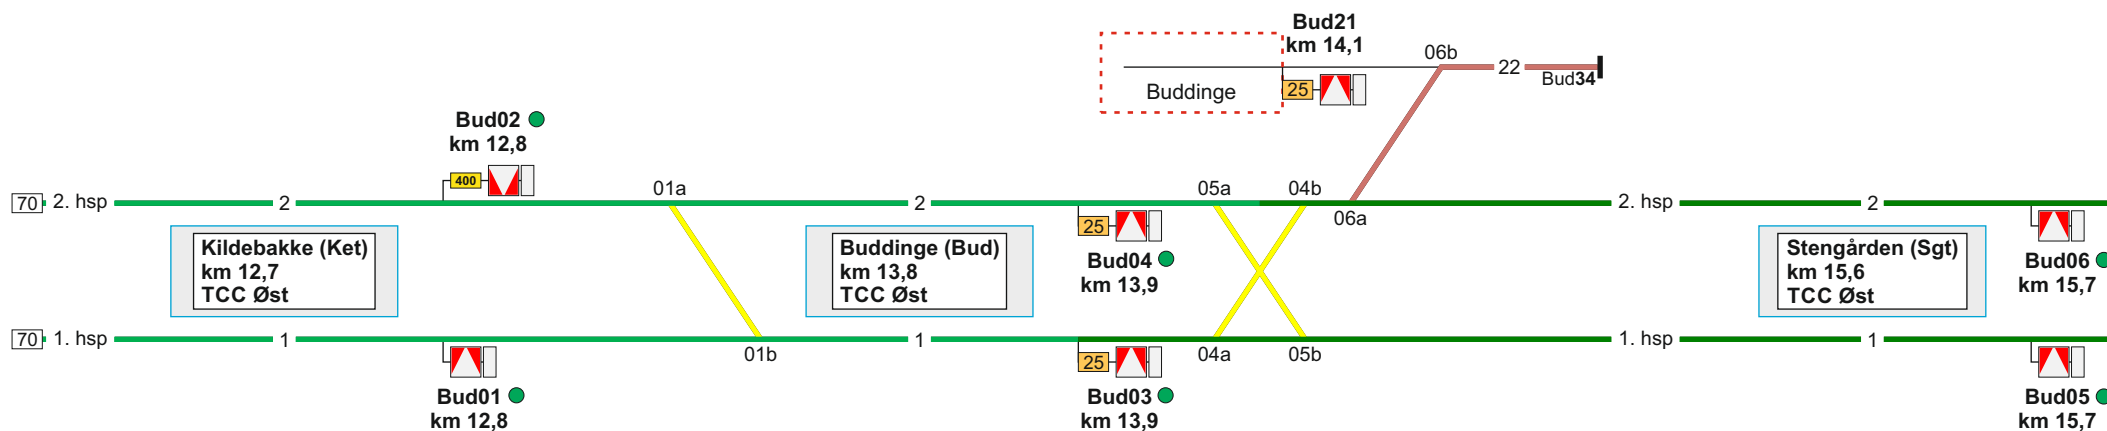 Bud21
km 14,1
06b
22
Bud34
25
Buddinge
Bud02
km 12,8
400
01a
05a
04b
70 2. hsp
2
2
2. hsp
2
06a
25
Kildebakke (Ket)
km 12,7
TCC Øst
Buddinge (Bud)
km 13,8
TCC Øst
Bud04
km 13,9
Stengården (Sgt)
km 15,6
TCC Øst
Bud06
km 15,7
70 1. hsp
1
1
1. hsp
1
01b
25
04a
05b
Bud01
km 12,8
Bud03
km 13,9
Bud05
km 15,7